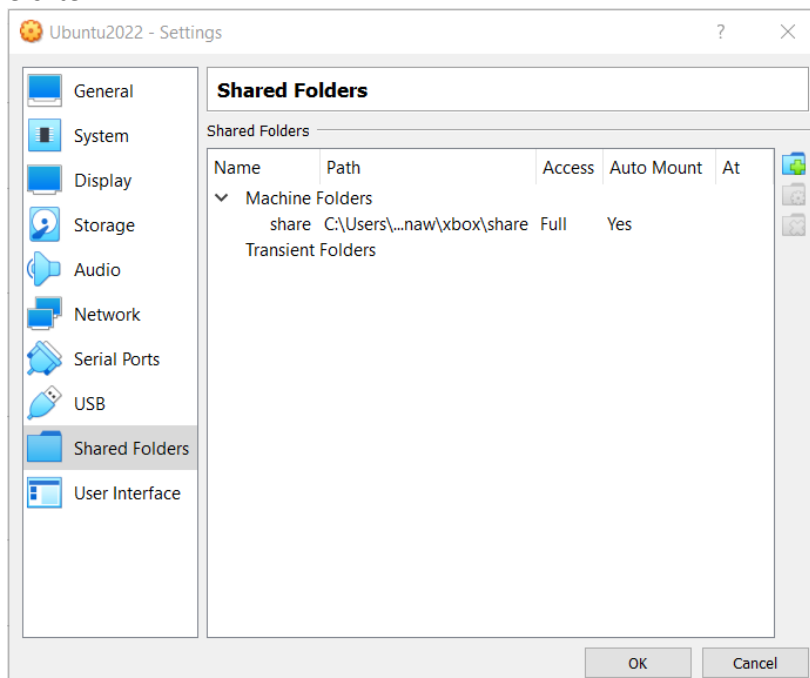 Ubuntu2022 - Settings ?
General
System
Display
Storage
Audio
Network
Serial Ports
USB
Shared Folders
User Interface
Shared Folders
Shared Folders
Name Path Access Auto Mount At
Machine Folders
share C:\Users\...naw\xbox\share Full Yes
Transient Folders
OK Cancel